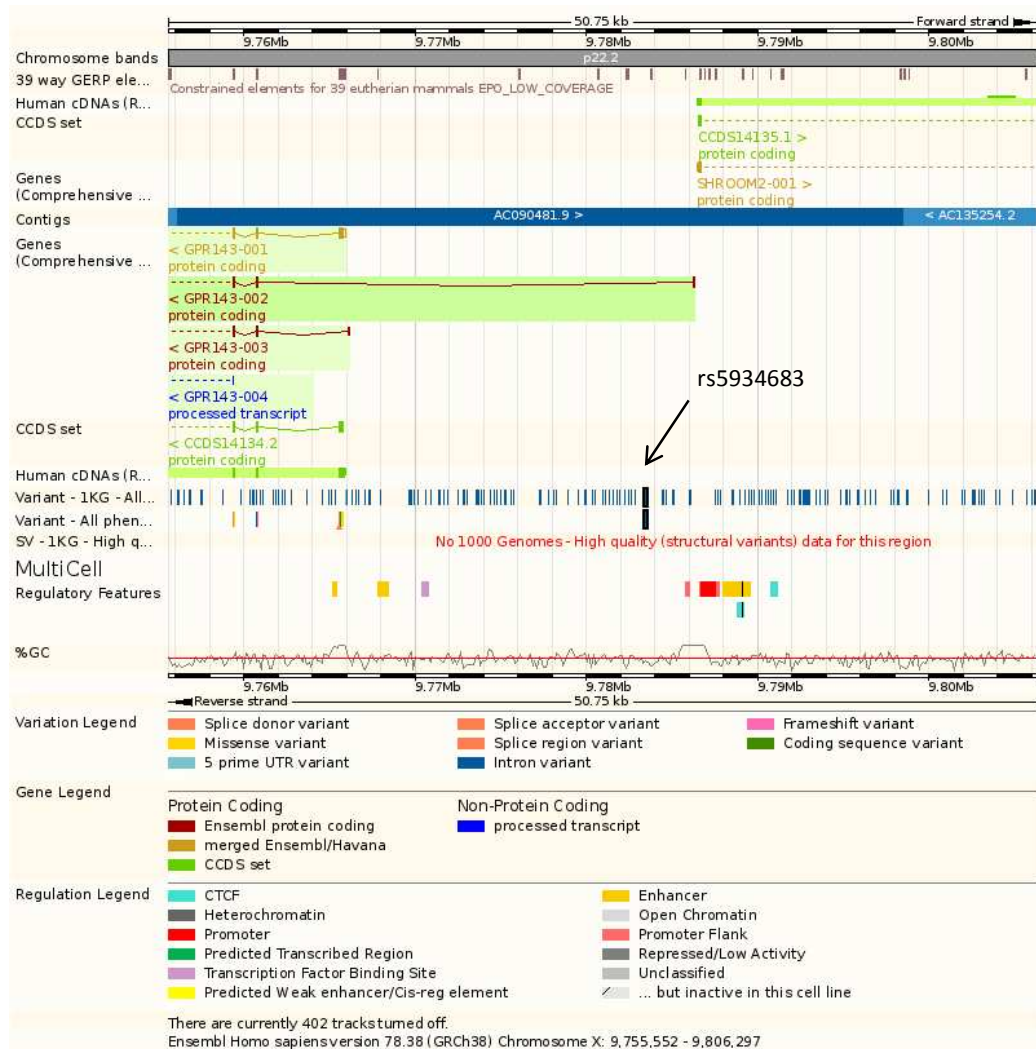 50.75 kb Forward strand
9.76Mb 9.77Mb 9.78Mb 9.79Mb 9.80Mb
Chromosome bands p22.2
39 way GERP ele...
Constrained elements for 39 eutherian mammals EPO_LOW_COVERAGE
Human cDNAs (R...
CCDS set
CCDS14135.1 >
protein coding
Genes
(Comprehensive ...
SHROOM2-001 >
protein coding
Contigs AC090481.9 > < AC135254.2
Genes
(Comprehensive ...
< GPR143-001
protein coding
< GPR143-002
protein coding
< GPR143-003
protein coding
rs5934683
< GPR143-004
processed transcript
CCDS set
< CCDS14134.2
protein coding
Human cDNAs (R...
Variant - 1KG - All...
Variant - All phen...
SV - 1KG - High q... No 1000 Genomes - High quality (structural variants) data for this region
MultiCell
Regulatory Features
%GC
9.76Mb 9.77Mb 9.78Mb 9.79Mb 9.80Mb
Reverse strand 50.75 kb
Variation Legend Splice donor variant Splice acceptor variant Frameshift variant
Missense variant Splice region variant Coding sequence variant
5 prime UTR variant Intron variant
Gene Legend
Protein Coding Non-Protein Coding
Ensembl protein coding processed transcript
merged Ensembl/Havana
CCDS set
Regulation Legend CTCF Enhancer
Heterochromatin Open Chromatin
Promoter Promoter Flank
Predicted Transcribed Region Repressed/Low Activity
Transcription Factor Binding Site Unclassified
Predicted Weak enhancer/Cis-reg element ... but inactive in this cell line
There are currently 402 tracks turned off.
Ensembl Homo sapiens version 78.38 (GRCh38) Chromosome X: 9,755,552 - 9,806,297